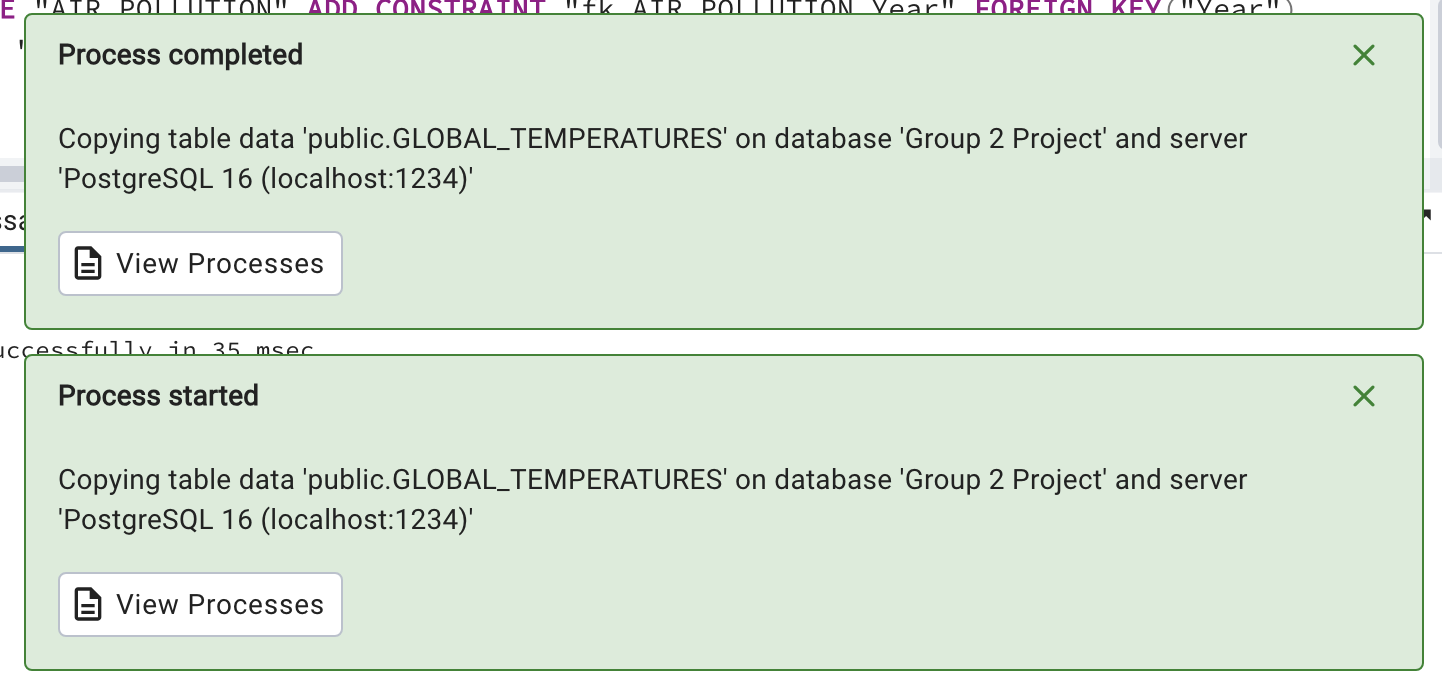 E "AIR_POLLUTION" ADD CONSTRAINT "fk_AIR_POLLUTION_Year" FOREIGN KEY("Year")
Process completed
Copying table data 'public.GLOBAL_TEMPERATURES' on database 'Group 2 Project' and server
'PostgreSQL 16 (localhost:1234)'
ssa
View Processes
uccessfully in 35 msec.
Process started
Copying table data 'public.GLOBAL_TEMPERATURES' on database 'Group 2 Project' and server
'PostgreSQL 16 (localhost:1234)'
View Processes